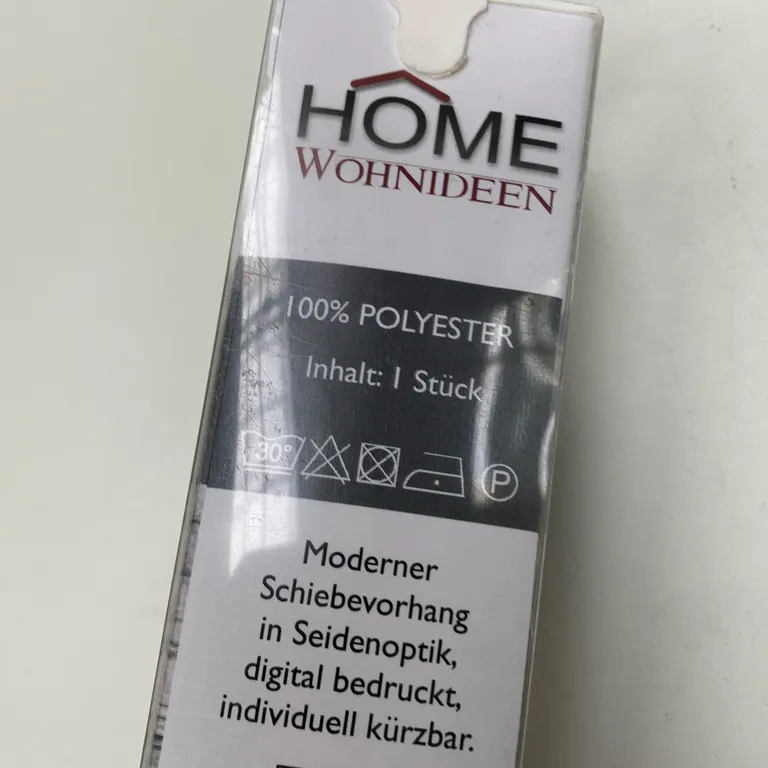 HOME
WOHNIDEEN
100% POLYESTER
Inhalt: 1 Stück
30°
P
Moderner
Schiebevorhang
in Seidenoptik,
digital bedruckt,
individuell kürzbar.